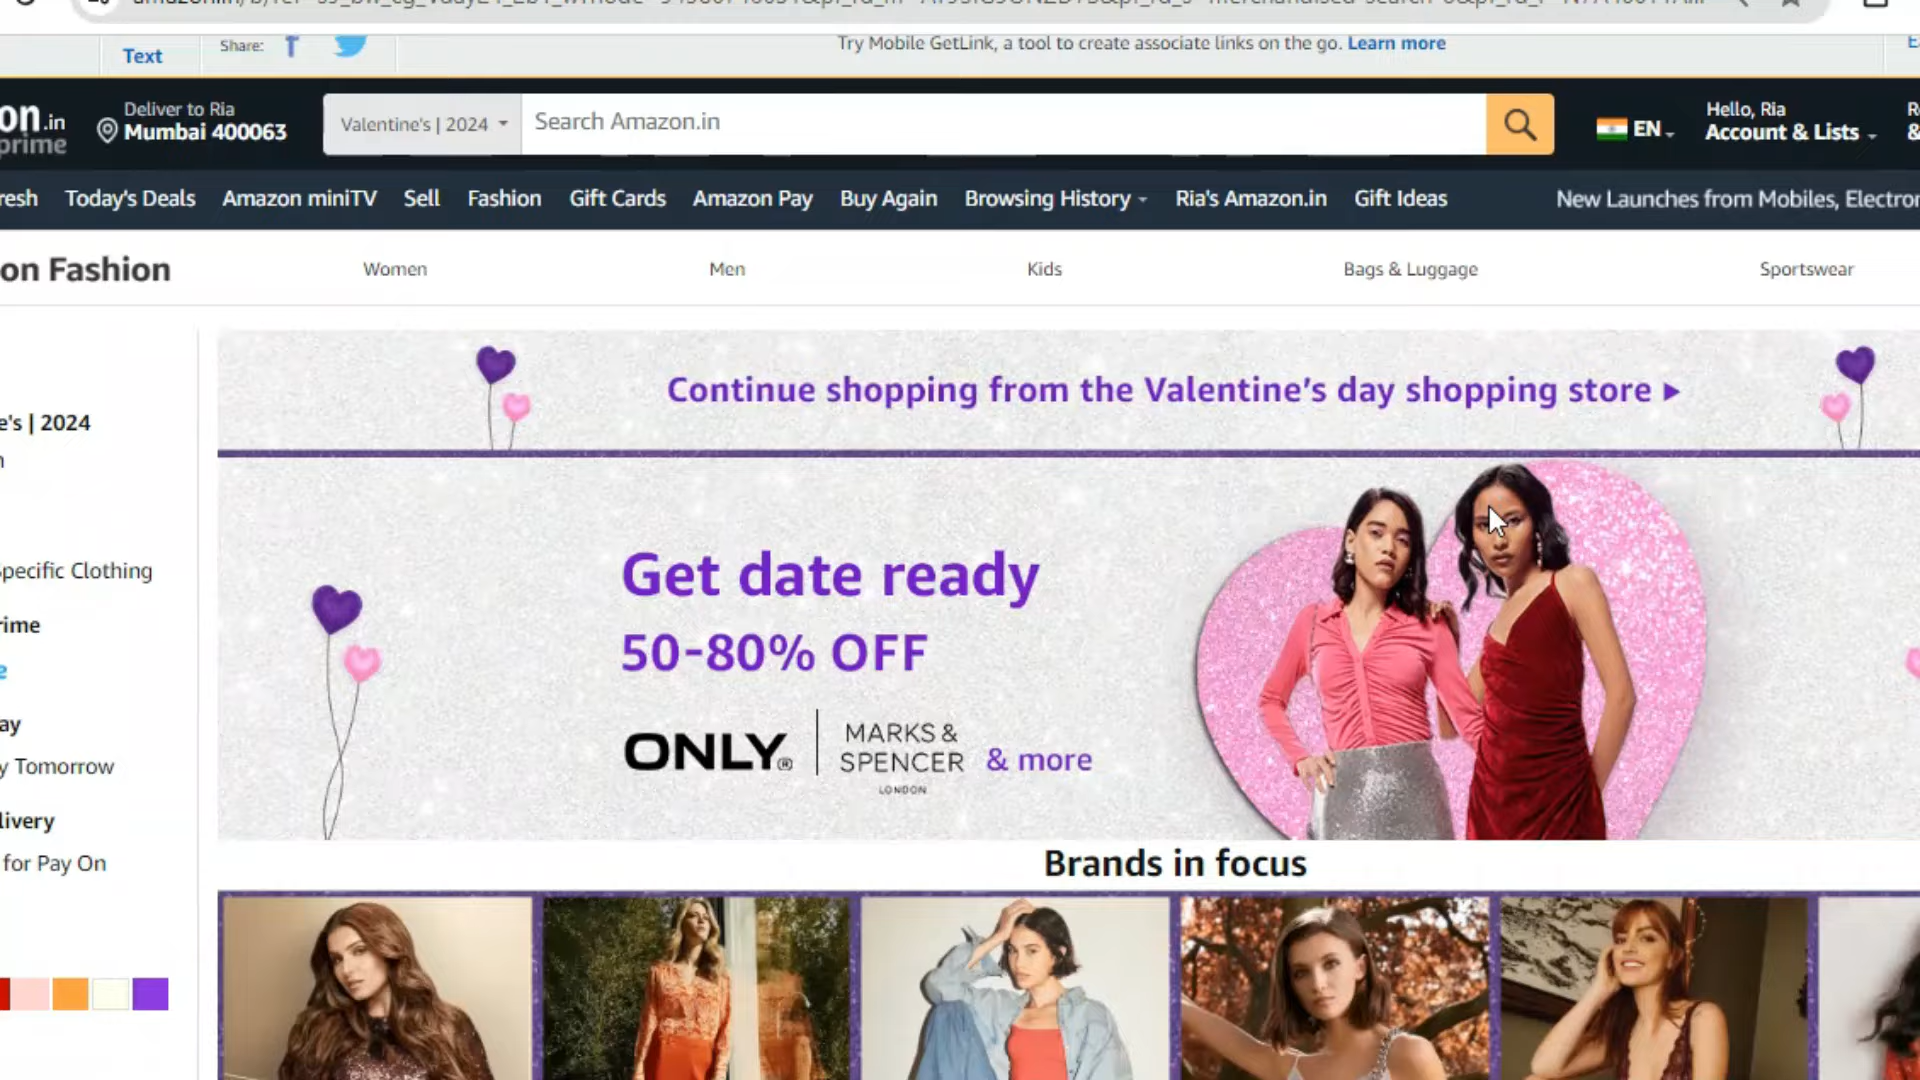 Text
Share:
Try Mobile GetLink, a tool to create associate links on the go. Learn more
on.in
prime
Deliver to Ria
Mumbai 400063
Valentine's | 2024
Search Amazon.in
EN
Hello, Ria
Account & Lists
&
resh Today's Deals Amazon miniTV Sell Fashion Gift Cards Amazon Pay Buy Again Browsing History Ria's Amazon.in Gift Ideas New Launches from Mobiles, Electron
on Fashion Women Men Kids Bags & Luggage Sportswear
Continue shopping from the Valentine's day shopping store
e's | 2024
Specific Clothing
rime
ay
y Tomorrow
livery
for Pay On
Get date ready
50-80% OFF
ONLY® MARKS & SPENCER LONDON & more
Brands in focus